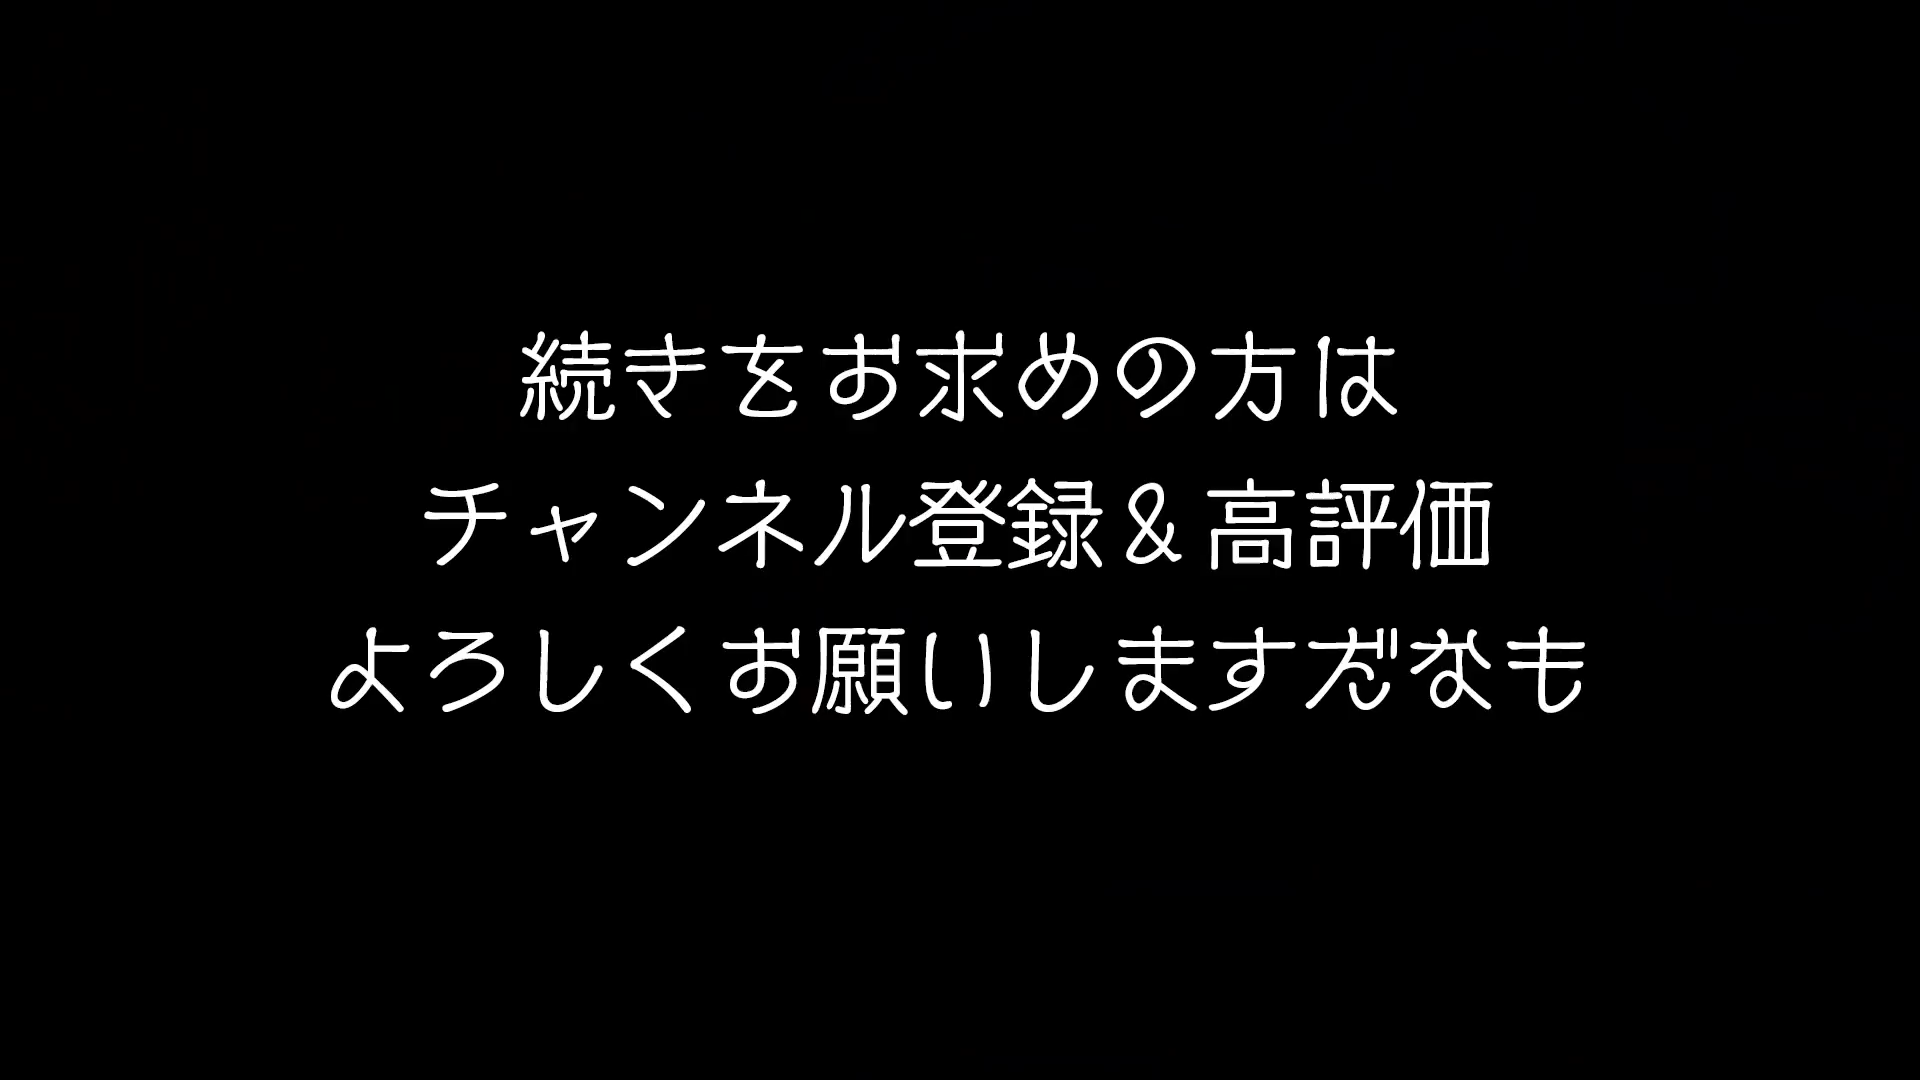 続きをお求めの方は
チャンネル登録＆高評価
よろしくお願いしますだなも